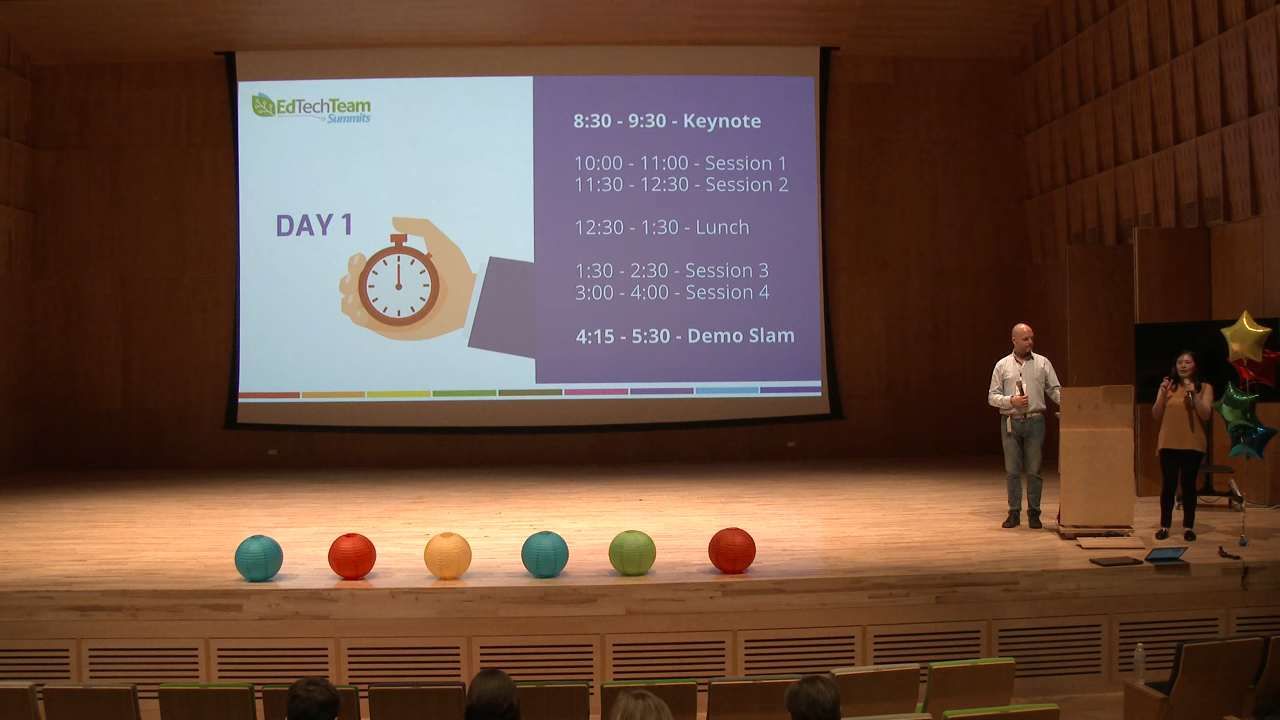 EdTechTeam
Summits
DAY 1
8:30 - 9:30 - Keynote
10:00 - 11:00 - Session 1
11:30 - 12:30 - Session 2
12:30 - 1:30 - Lunch
1:30 - 2:30 - Session 3
3:00 - 4:00 - Session 4
4:15 - 5:30 - Demo Slam